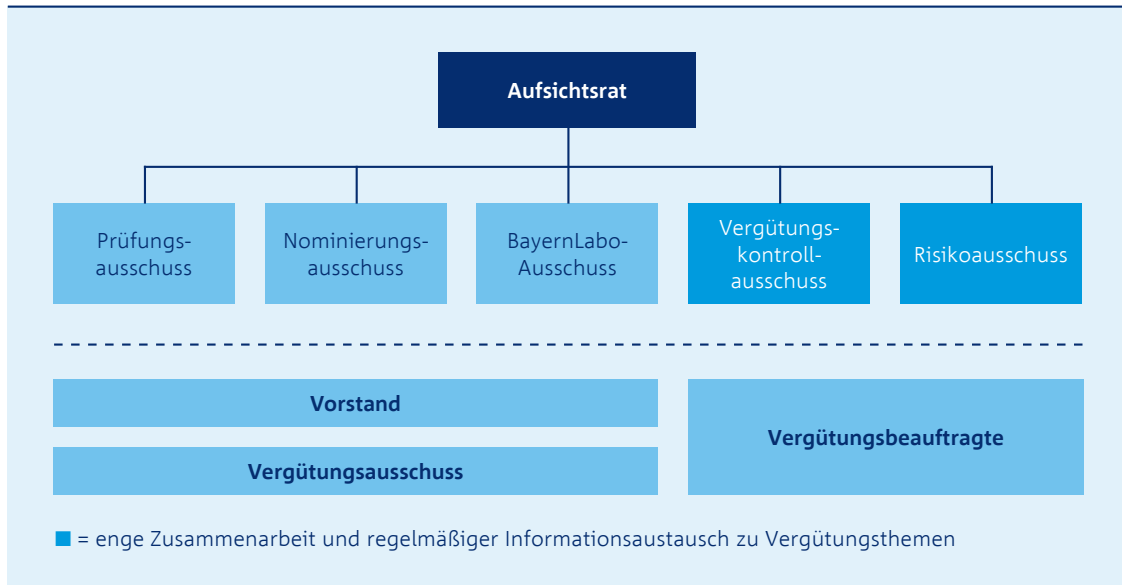 Aufsichtsrat
Prüfungs-
ausschuss
Nominierungs-
ausschuss
BayernLabo-
Ausschuss
Vergütungs-
kontroll-
ausschuss
Risikoausschuss
Vorstand
Vergütungsausschuss
Vergütungsbeauftragte
= enge Zusammenarbeit und regelmäßiger Informationsaustausch zu Vergütungsthemen